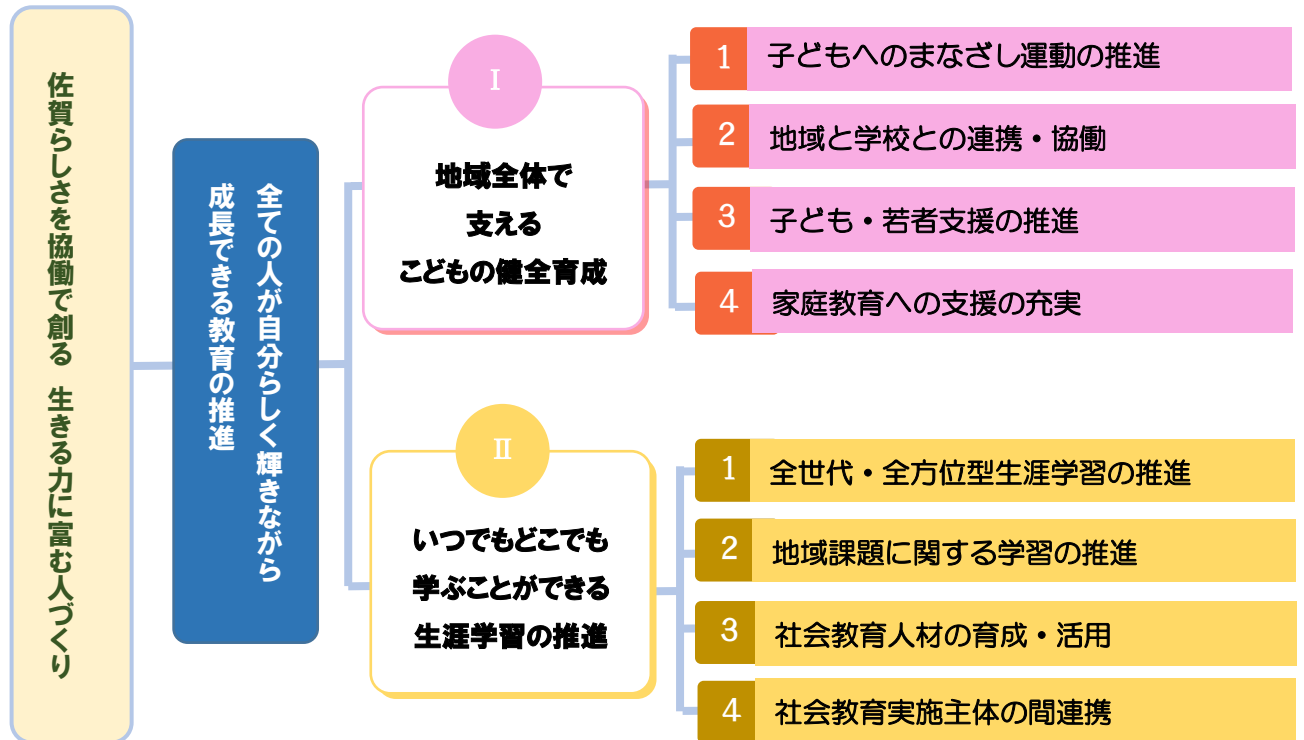 佐賀らしさを協働で創る 生きる力に富む人づくり
全ての人が自分らしく輝きながら
成長できる教育の推進
Ⅰ
地域全体で
支える
こどもの健全育成
1 子どもへのまなざし運動の推進
2 地域と学校との連携・協働
3 子ども・若者支援の推進
4 家庭教育への支援の充実
Ⅱ
いつでもどこでも
学ぶことができる
生涯学習の推進
1 全世代・全方位型生涯学習の推進
2 地域課題に関する学習の推進
3 社会教育人材の育成・活用
4 社会教育実施主体の間連携